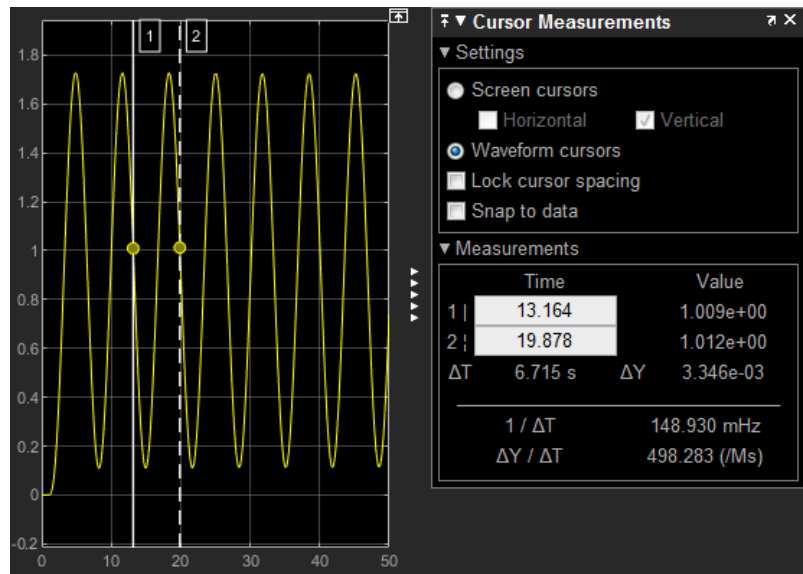 1 2
1.8
1.6
1.4
1.2
1
0.8
0.6
0.4
0.2
0
-0.2
0 10 20 30 40 50
Cursor Measurements
Settings
Screen cursors
Horizontal Vertical
Waveform cursors
Lock cursor spacing
Snap to data
Measurements
Time Value
1 | 13.164 1.009e+00
2 ¦ 19.878 1.012e+00
ΔT 6.715 s ΔY 3.346e-03
1 / ΔT 148.930 mHz
ΔY / ΔT 498.283 (/Ms)